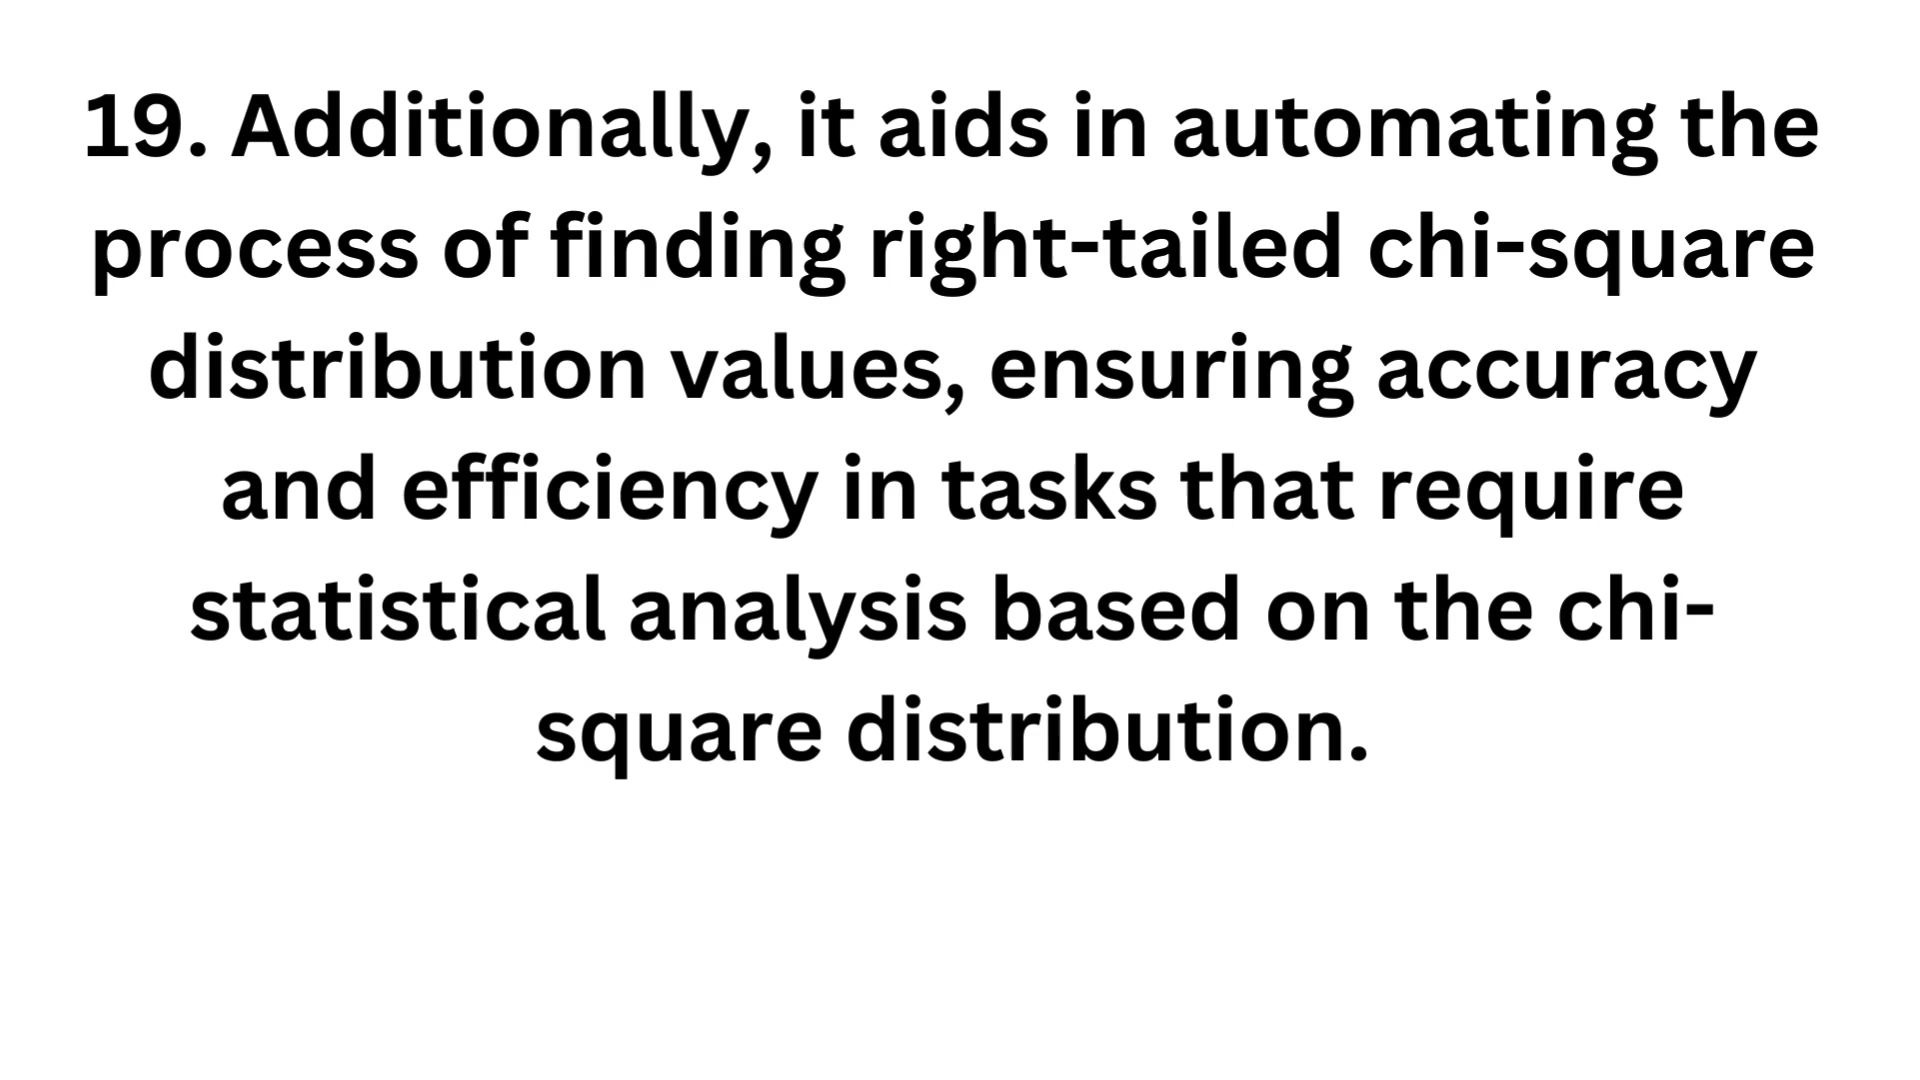 19. Additionally, it aids in automating the
process of finding right-tailed chi-square
distribution values, ensuring accuracy
and efficiency in tasks that require
statistical analysis based on the chi-
square distribution.